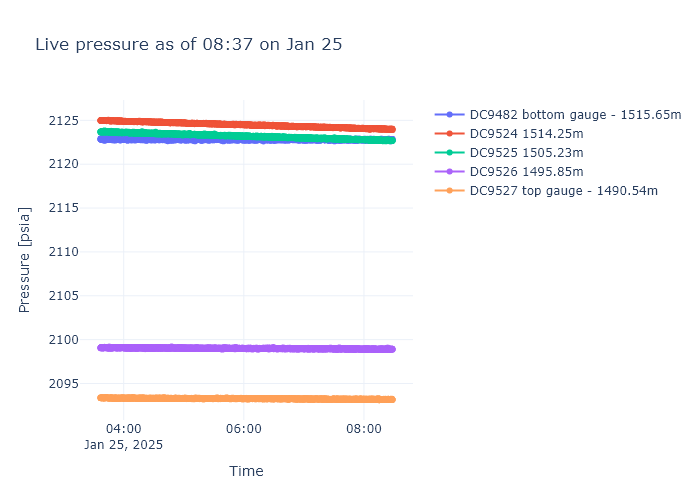 Live pressure as of 08:37 on Jan 25
DC9482 bottom gauge - 1515.65m
DC9524 1514.25m
DC9525 1505.23m
DC9526 1495.85m
DC9527 top gauge - 1490.54m
Pressure [psia]
2125
2120
2115
2110
2105
2100
2095
04:00
06:00
08:00
Jan 25, 2025
Time